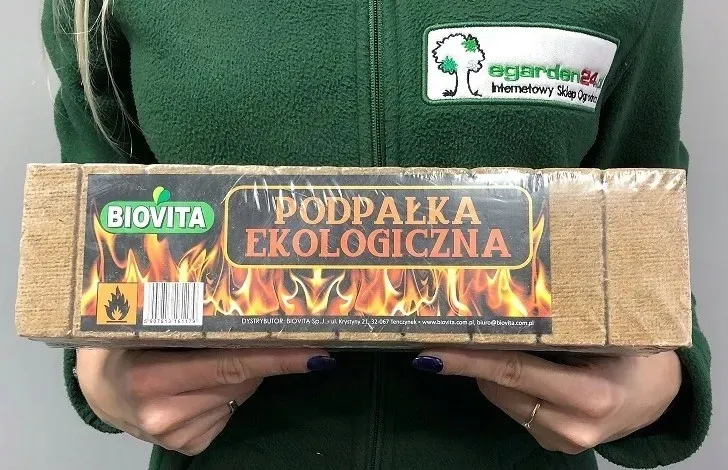 egarden24
Internetowy Sklep
BIOVITA
PODPAŁKA
EKOLOGICZNA
DYSTRYBUTOR: BIOVITA Sp.J. - ul. Krystyny 21, 32-067 Tenczynek • www.biovita.com.pl, biuro@biovita.com.pl